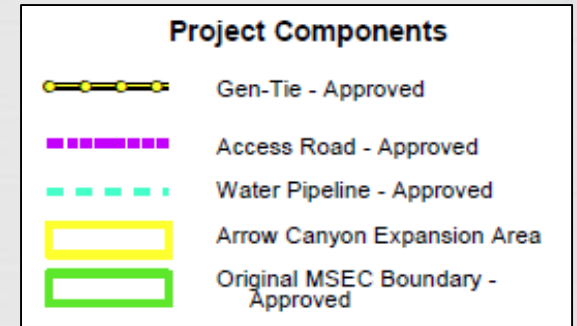 Project Components
Gen-Tie - Approved
Access Road - Approved
Water Pipeline - Approved
Arrow Canyon Expansion Area
Original MSEC Boundary -
Approved